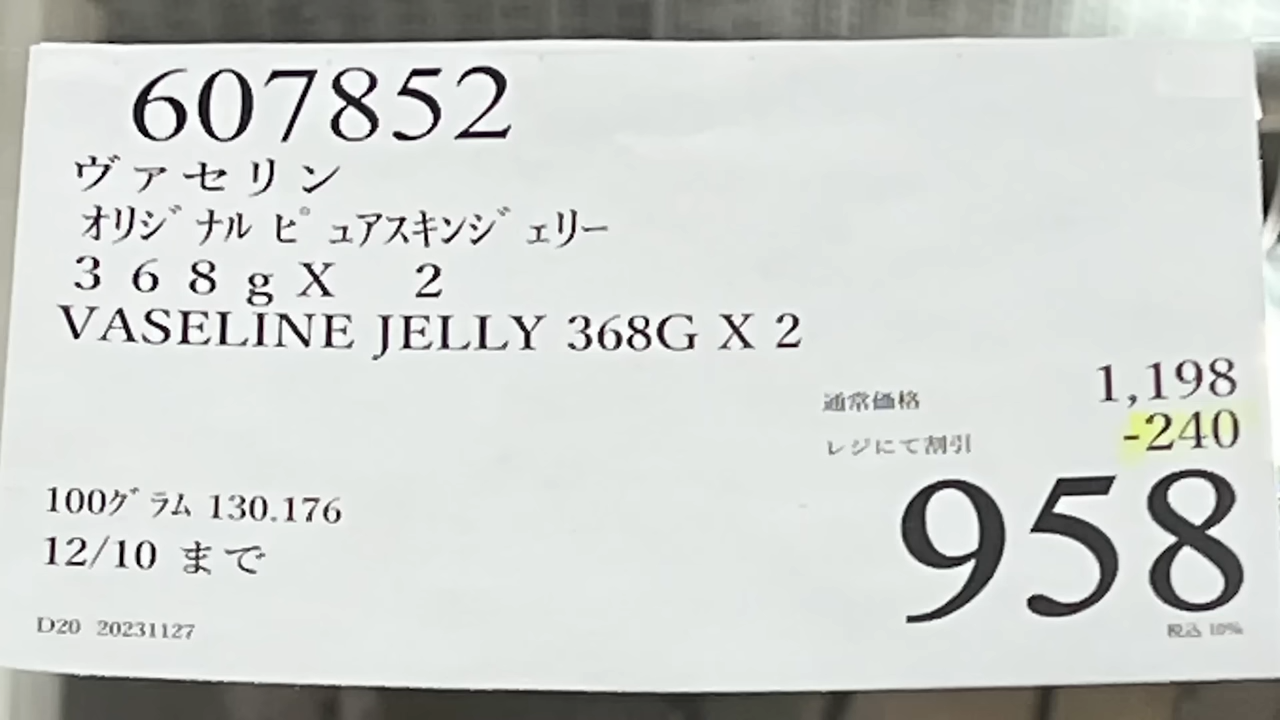 607852
ヴァセリン
オリジナル ピュアスキンジェリー
368gX 2
VASELINE JELLY 368G X 2
通常価格 1,198
レジにて割引 -240
958
税込 10%
100グラム 130.176
12/10 まで
D20 20231127